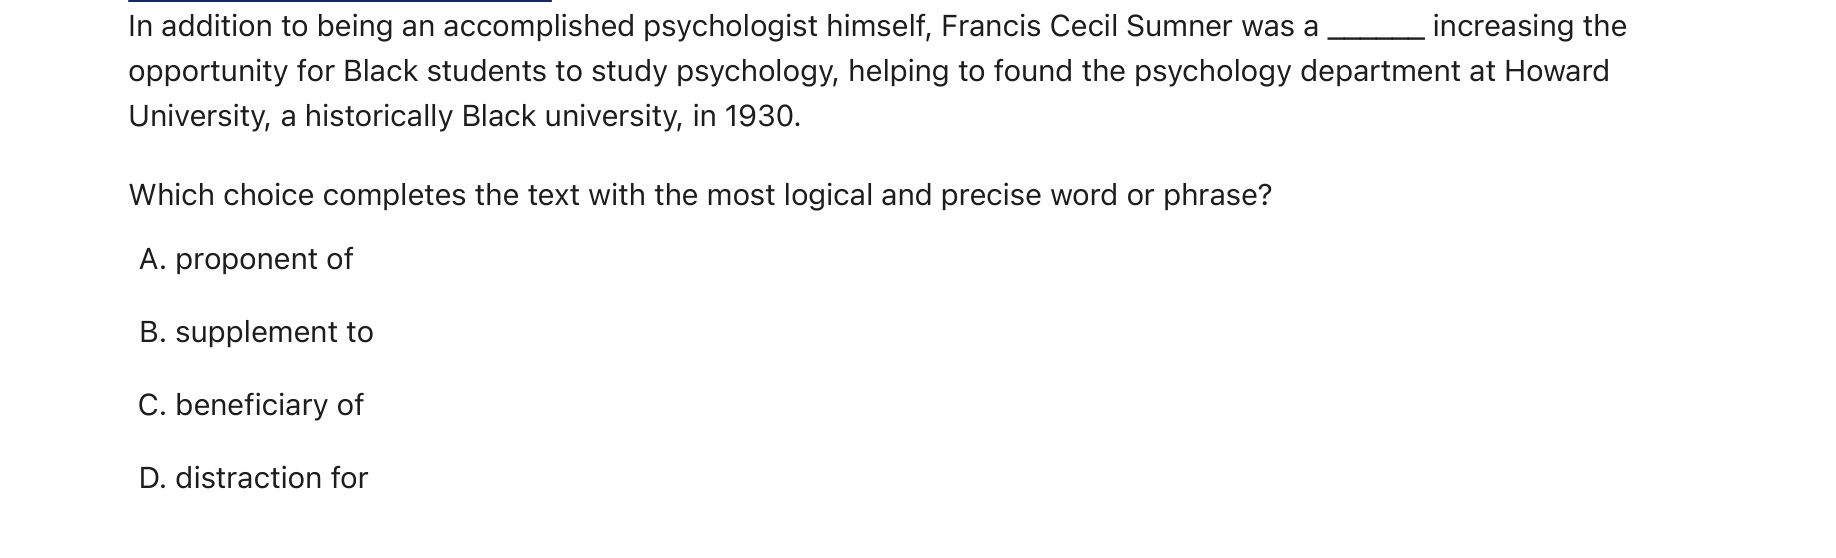 In addition to being an accomplished psychologist himself, Francis Cecil Sumner was a ______ increasing the
opportunity for Black students to study psychology, helping to found the psychology department at Howard
University, a historically Black university, in 1930.
Which choice completes the text with the most logical and precise word or phrase?
A. proponent of
B. supplement to
C. beneficiary of
D. distraction for